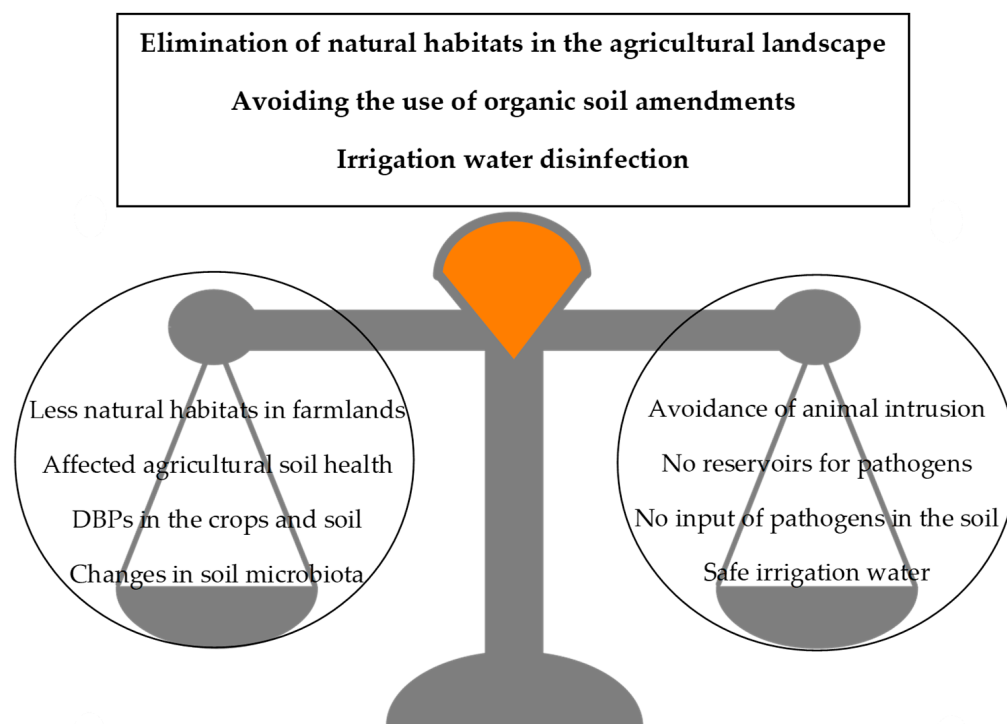 Elimination of natural habitats in the agricultural landscape
Avoiding the use of organic soil amendments
Irrigation water disinfection
Less natural habitats in farmlands
Affected agricultural soil health
DBPs in the crops and soil
Changes in soil microbiota
Avoidance of animal intrusion
No reservoirs for pathogens
No input of pathogens in the soil
Safe irrigation water